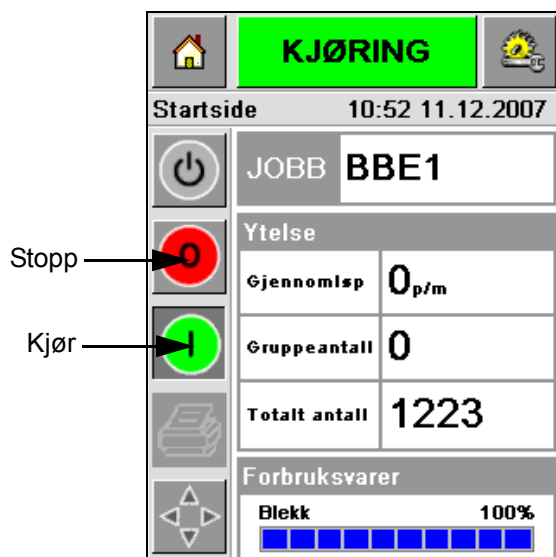 KJØRING
Startside 10:52 11.12.2007
JOBB BBE1
Ytelse
Stopp O
Gjennomløp 0p/m
Kjør I
Gruppeantall 0
Totalt antall 1223
Forbruksvarer
Blekk 100%